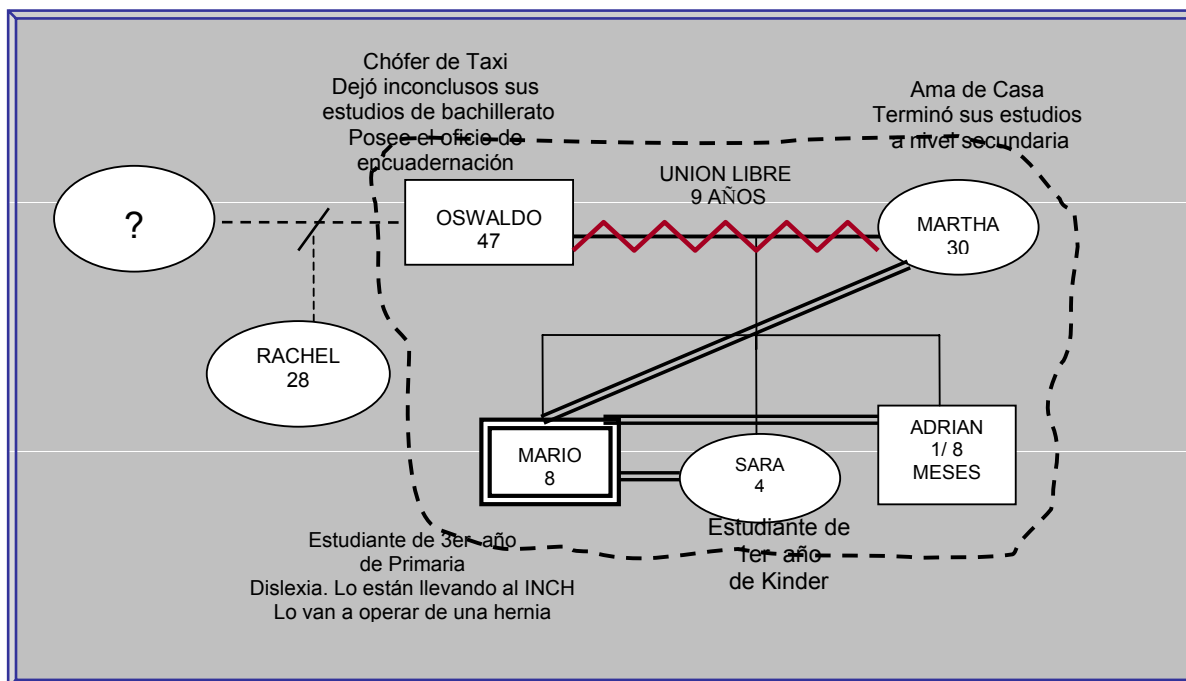 Chófer de Taxi
Dejó inconclusos sus
estudios de bachillerato
Posee el oficio de
encuadernación
Ama de Casa
Terminó sus estudios
a nivel secundaria
UNION LIBRE
9 AÑOS
?
OSWALDO
47
MARTHA
30
RACHEL
28
MARIO
8
SARA
4
ADRIAN
1/ 8
MESES
Estudiante de 3er año
de Primaria
Dislexia. Lo están llevando al INCH
Lo van a operar de una hernia
Estudiante de
1er año
de Kinder